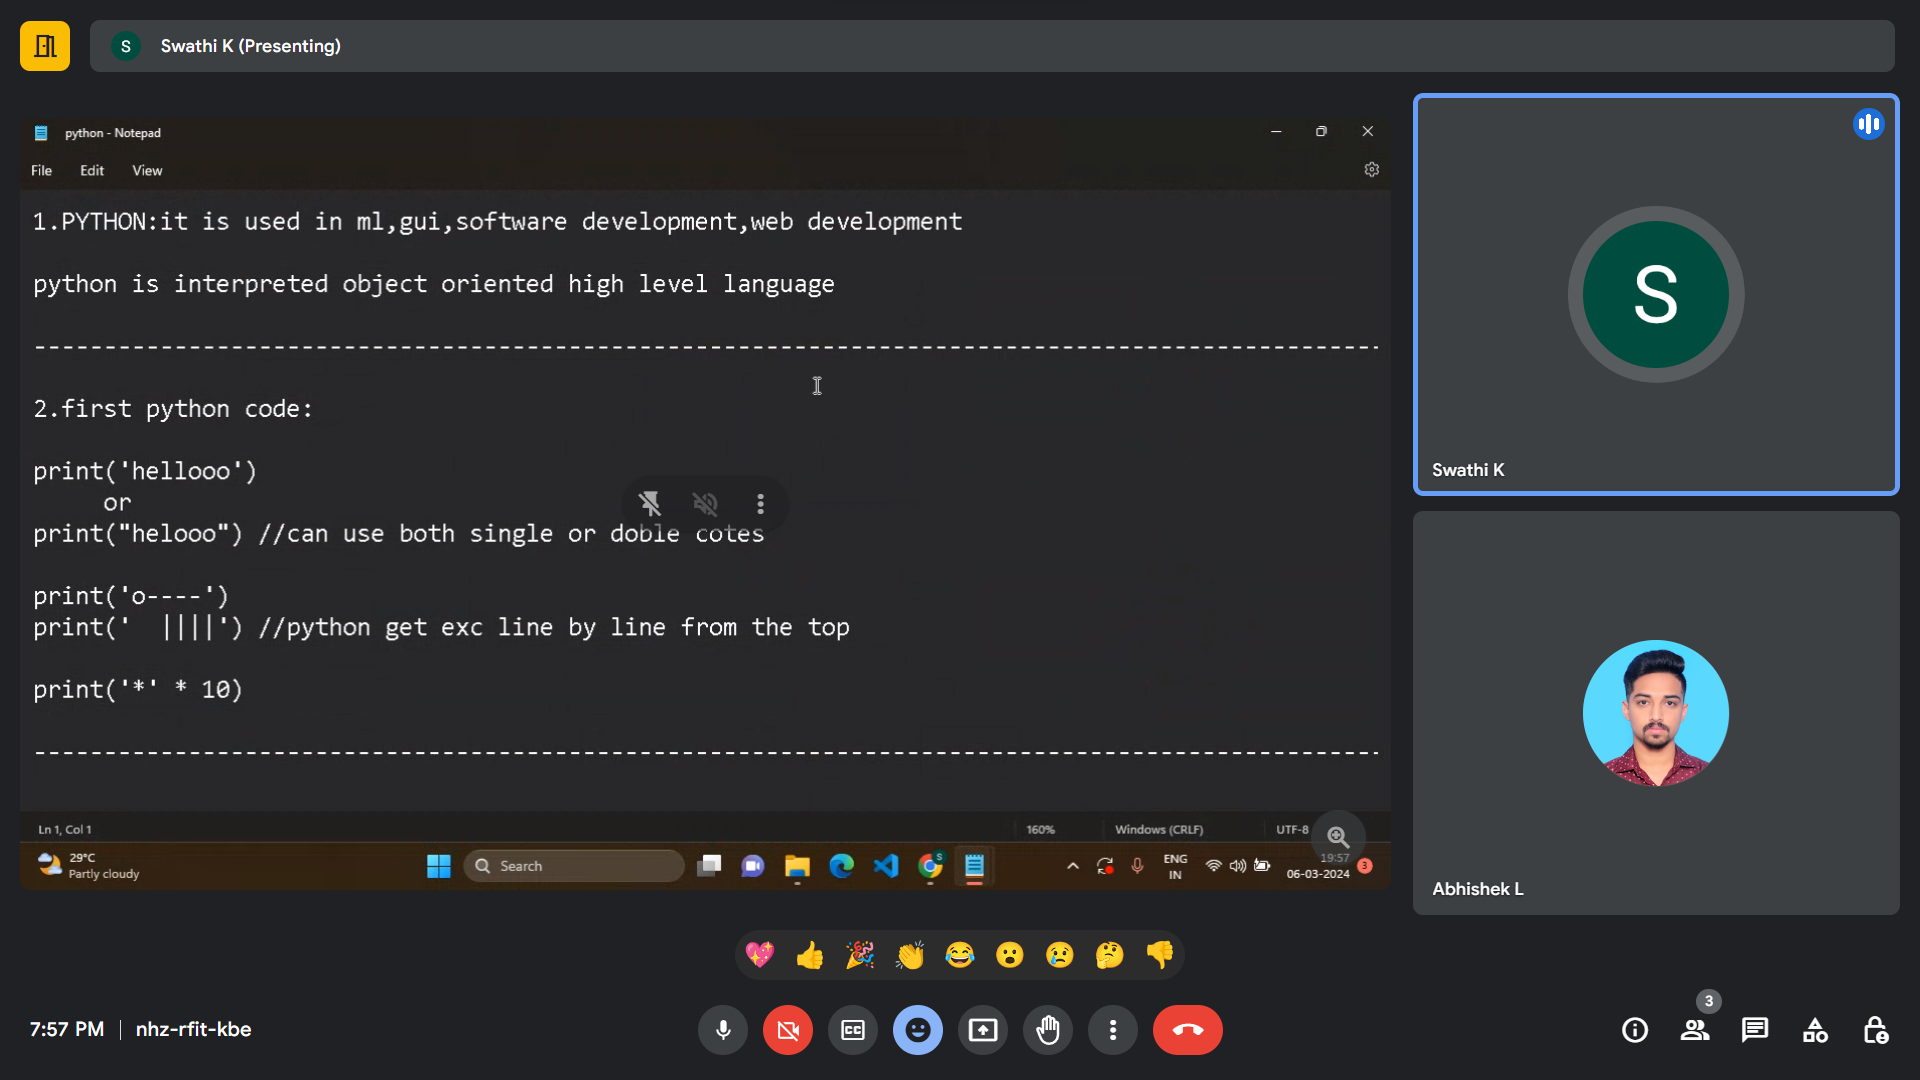 S Swathi K (Presenting)
python - Notepad
File Edit View
1.PYTHON:it is used in ml,gui,software development,web development
python is interpreted object oriented high level language
------------------------------------------------------------------------------------------------
2.first python code:
print('hellooo')
or
print("helooo") //can use both single or doble cotes
print('o----')
print('  ||||') //python get exc line by line from the top
print('*' * 10)
------------------------------------------------------------------------------------------------
Ln 1, Col 1 160% Windows (CRLF) UTF-8
29°C
Partly cloudy
Search
S
ENG
IN
19:57
06-03-2024
3
S
Swathi K
Abhishek L
7:57 PM | nhz-rfit-kbe
CC
3